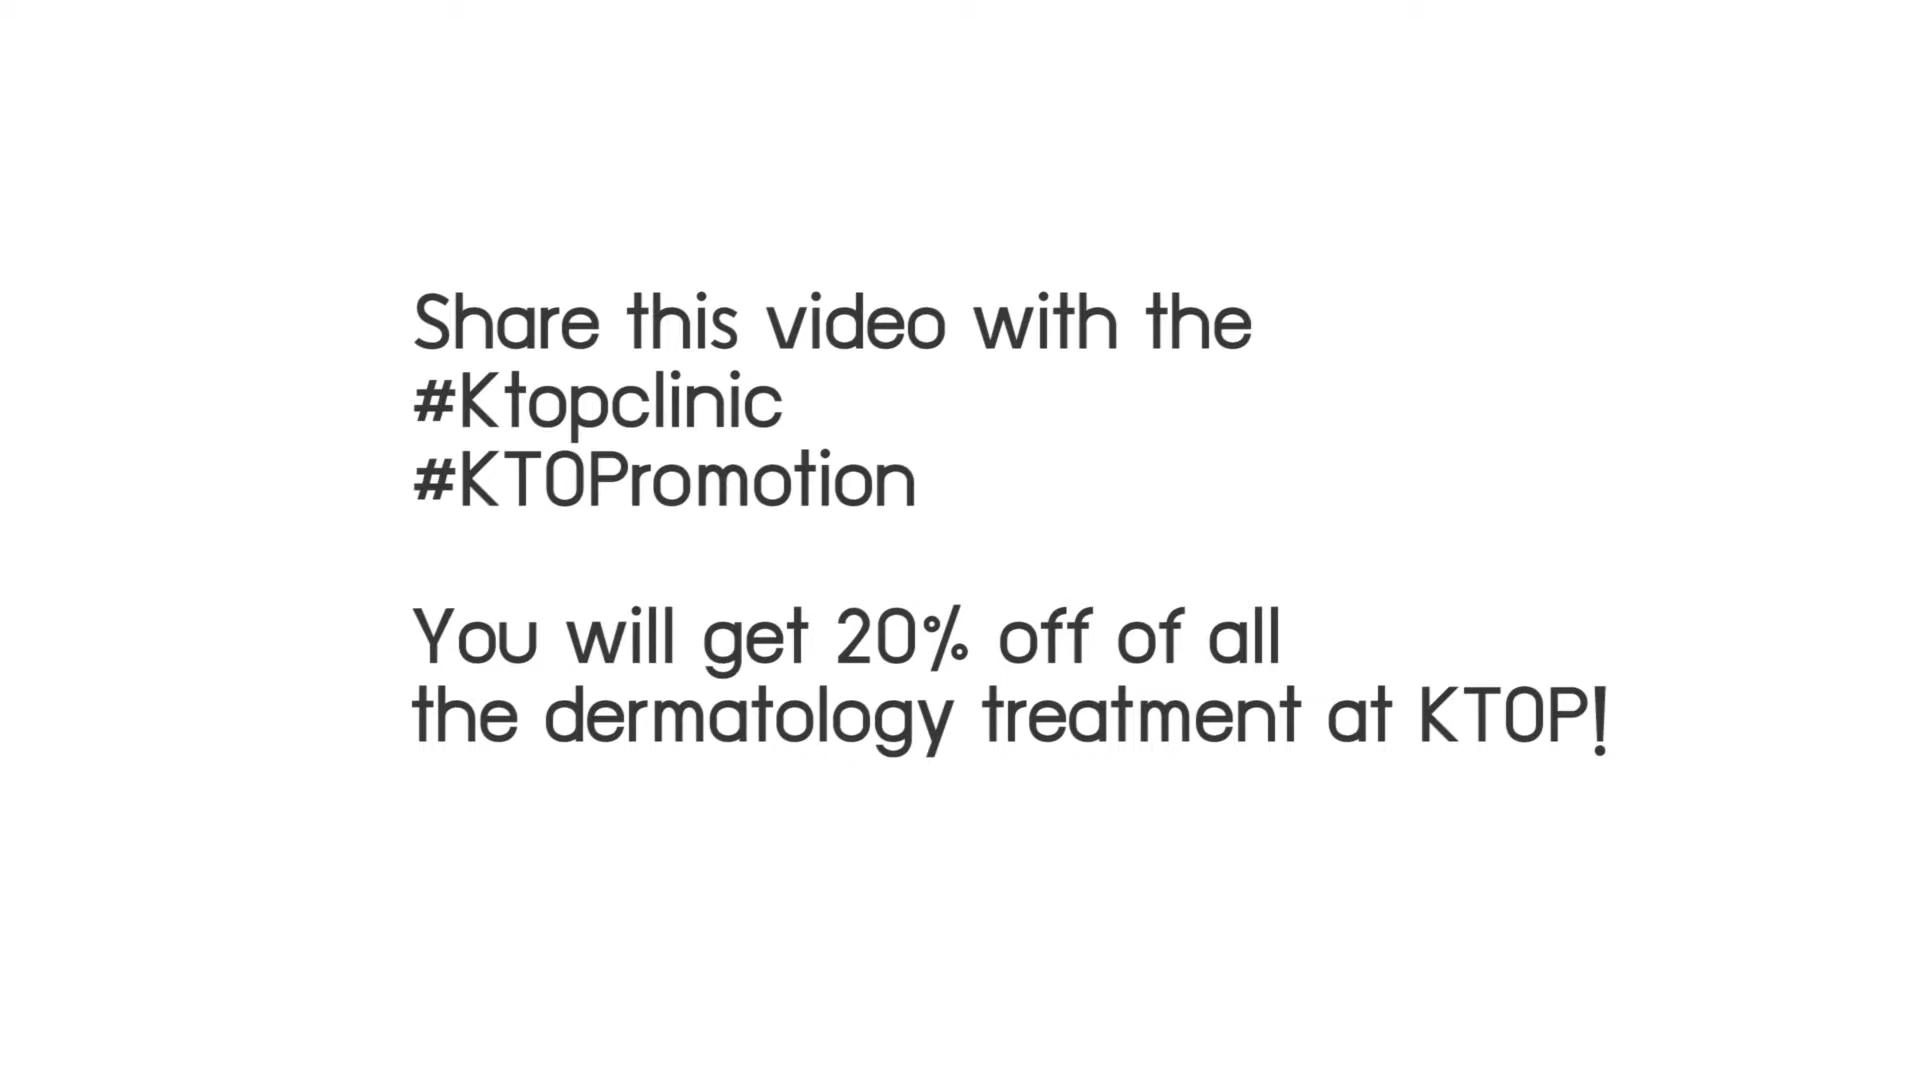 Share this video with the
#Ktopclinic
#KTOPromotion
You will get 20% off of all
the dermatology treatment at KTOP!